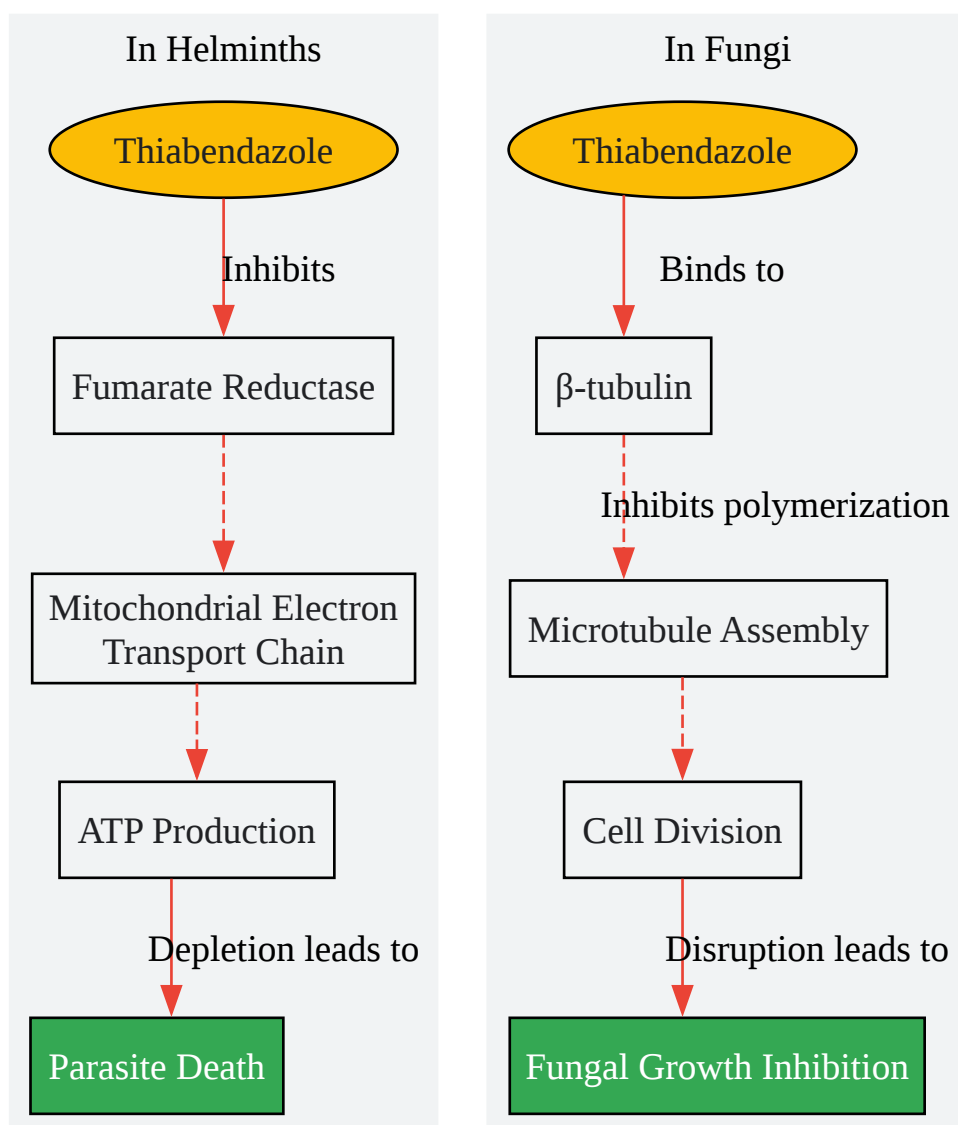 In Helminths
Thiabendazole
Inhibits
Fumarate Reductase
Mitochondrial Electron
Transport Chain
ATP Production
Depletion leads to
Parasite Death
In Fungi
Thiabendazole
Binds to
β-tubulin
Inhibits polymerization
Microtubule Assembly
Cell Division
Disruption leads to
Fungal Growth Inhibition